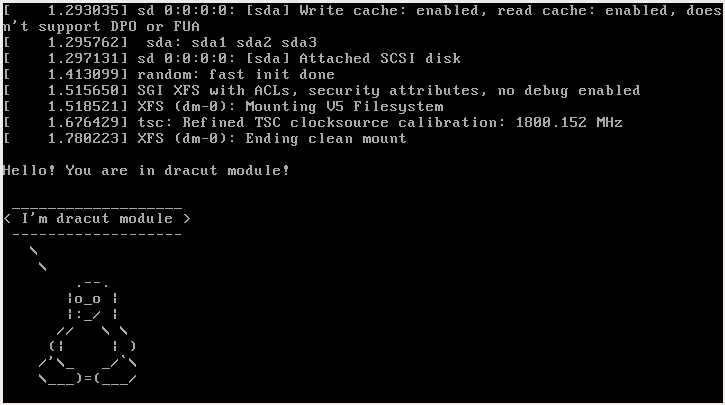 [    1.293035] sd 0:0:0:0: [sda] Write cache: enabled, read cache: enabled, does
n't support DPO or FUA
[    1.295762]  sda: sda1 sda2 sda3
[    1.297131] sd 0:0:0:0: [sda] Attached SCSI disk
[    1.413099] random: fast init done
[    1.515650] SGI XFS with ACLs, security attributes, no debug enabled
[    1.518521] XFS (dm-0): Mounting V5 Filesystem
[    1.676429] tsc: Refined TSC clocksource calibration: 1800.152 MHz
[    1.780223] XFS (dm-0): Ending clean mount

Hello! You are in dracut module!

 ___________________
< I'm dracut module >
 -------------------
   \
    \
        .--.
       |o_o |
       |:_/ |
      //   \ \
     (|     | )
    /'\_   _/`\
    \___)=(___/